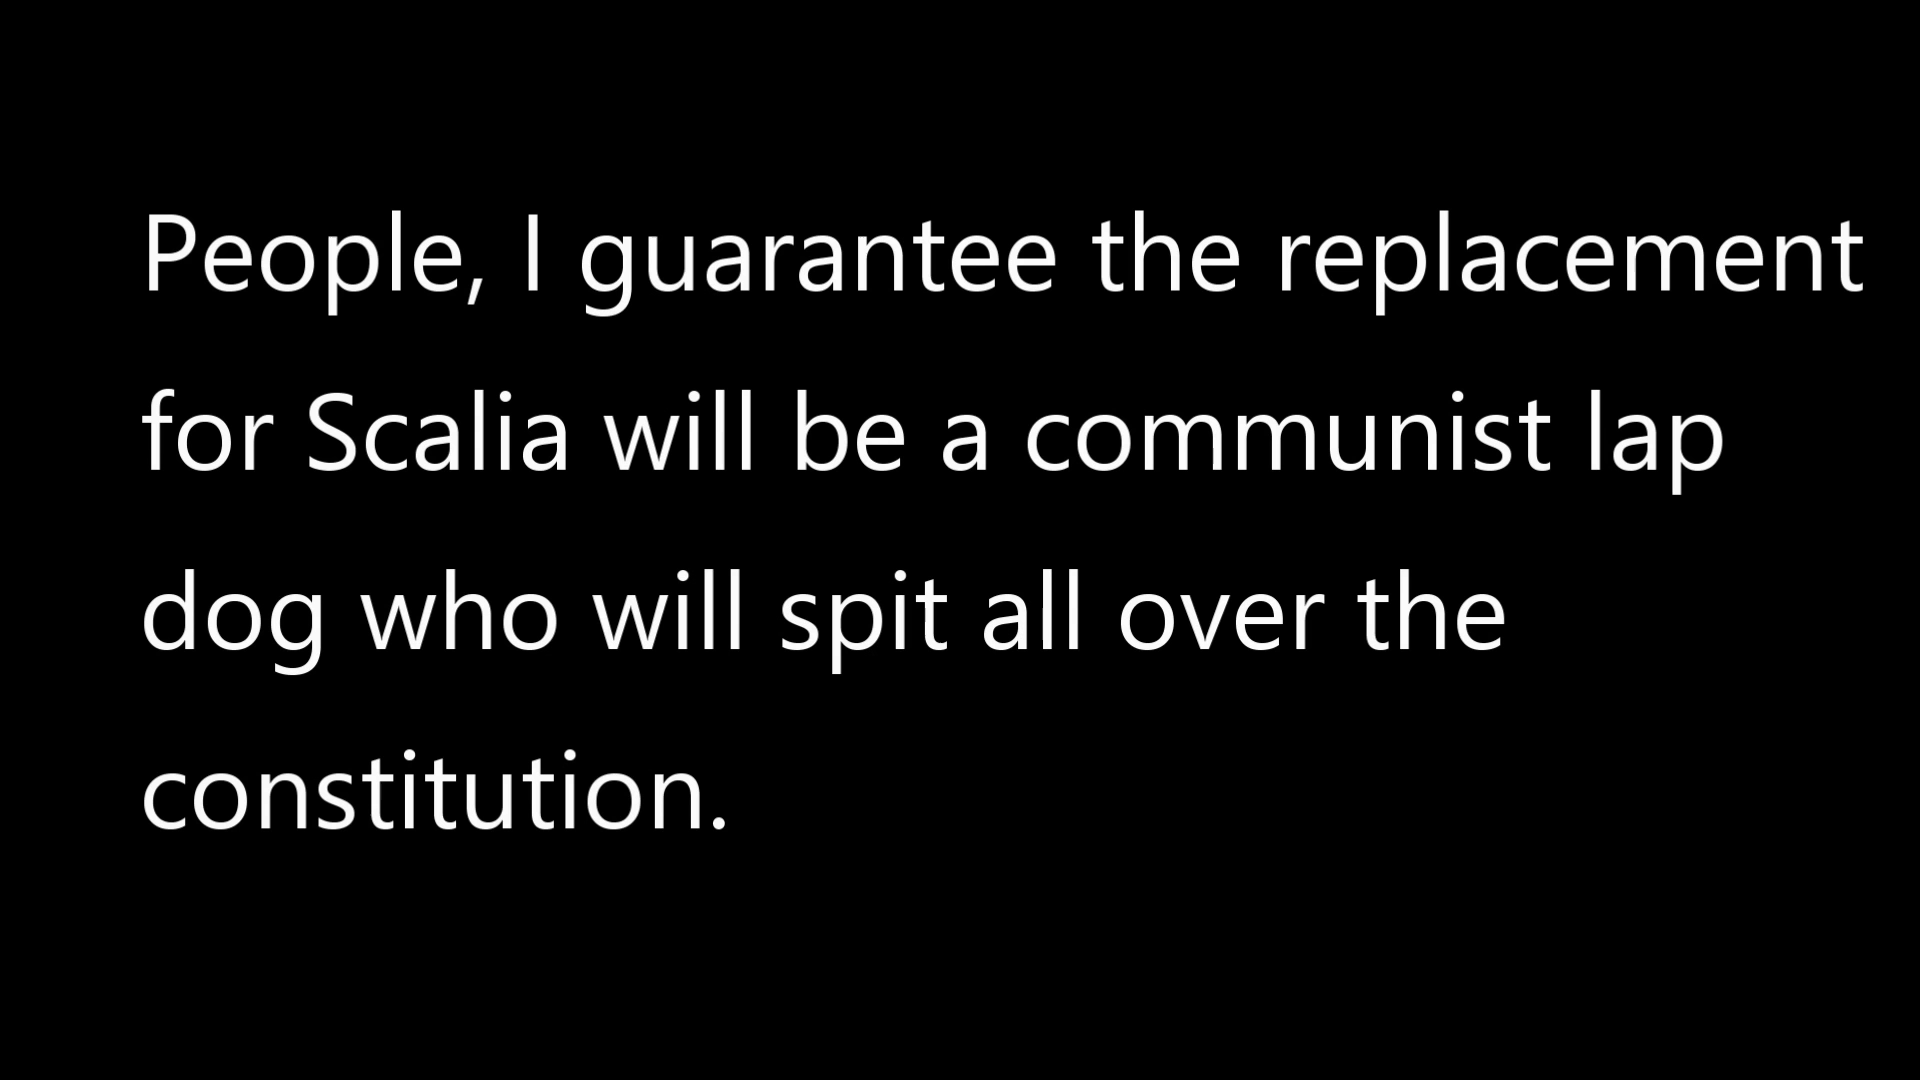 People, I guarantee the replacement
for Scalia will be a communist lap
dog who will spit all over the
constitution.